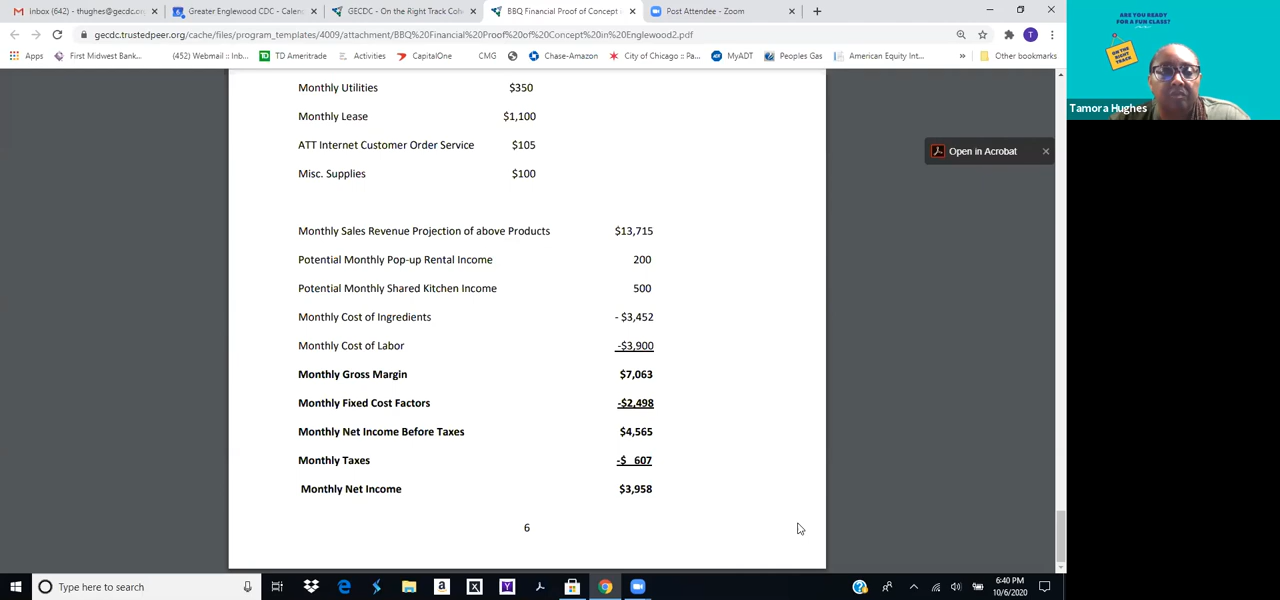 Inbox (642) - thughes@gecdc.or
Greater Englewood CDC - Calend
GECDC - On the Right Track Coh
BBQ Financial Proof of Concept
Post Attendee - Zoom
gecdc.trustedpeer.org/cache/files/program_templates/4009/attachment/BBQ%20Financial%20Proof%20of%20Concept%20in%20Englewood2.pdf
T
Apps
First Midwest Bank...
(452) Webmail :: Inb...
TD Ameritrade
Activities
CapitalOne
CMG
Chase-Amazon
City of Chicago :: Pa...
MyADT
Peoples Gas
American Equity Int...
»
Other bookmarks
ARE YOU READY
FOR A FUN CLASS?
ON THE
RIGHT
TRACK
Tamora Hughes
Open in Acrobat
Monthly Utilities $350
Monthly Lease $1,100
ATT Internet Customer Order Service $105
Misc. Supplies $100
Monthly Sales Revenue Projection of above Products $13,715
Potential Monthly Pop-up Rental Income 200
Potential Monthly Shared Kitchen Income 500
Monthly Cost of Ingredients - $3,452
Monthly Cost of Labor -$3,900
Monthly Gross Margin $7,063
Monthly Fixed Cost Factors -$2,498
Monthly Net Income Before Taxes $4,565
Monthly Taxes -$ 607
Monthly Net Income $3,958
6
Type here to search
6:40 PM
10/6/2020